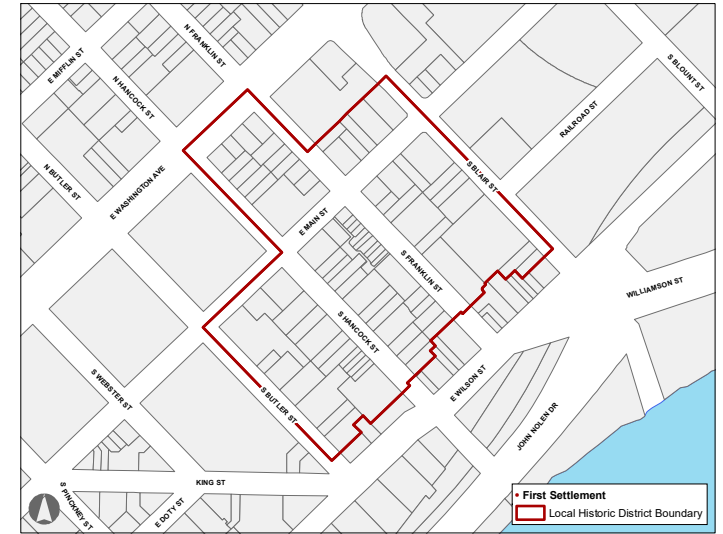 N FRANKLIN ST
E MIFFLIN ST
S BLOUNT ST
N HANCOCK ST
RAILROAD ST
N BUTLER ST
S BLAIR ST
E WASHINGTON AVE
E MAIN ST
S FRANKLIN ST
WILLIAMSON ST
S HANCOCK ST
E WILSON ST
S WEBSTER ST
S BUTLER ST
JOHN NOLEN DR
KING ST
S PINCKNEY ST
E DOTY ST
• First Settlement
Local Historic District Boundary